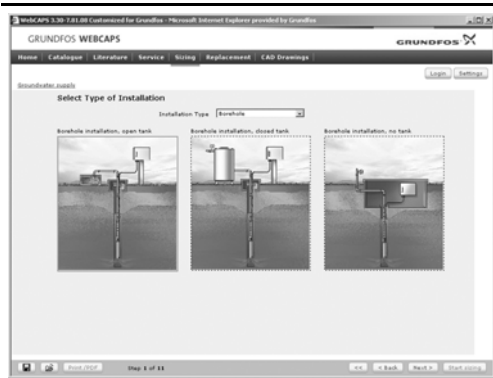 WebCAPS 3.30-7.81.00 Customized for Grundfos - Microsoft Internet Explorer provided by Grundfos
GRUNDFOS WEBCAPS
GRUNDFOS
Home Catalogue Literature Service Sizing Replacement CAD Drawings
Login Settings
Groundwater supply
Select Type of Installation
Installation Type Borehole
Borehole installation, open tank Borehole installation, closed tank Borehole installation, no tank
Print/PDF Step 1 of 11 << < Back Next > Start sizing